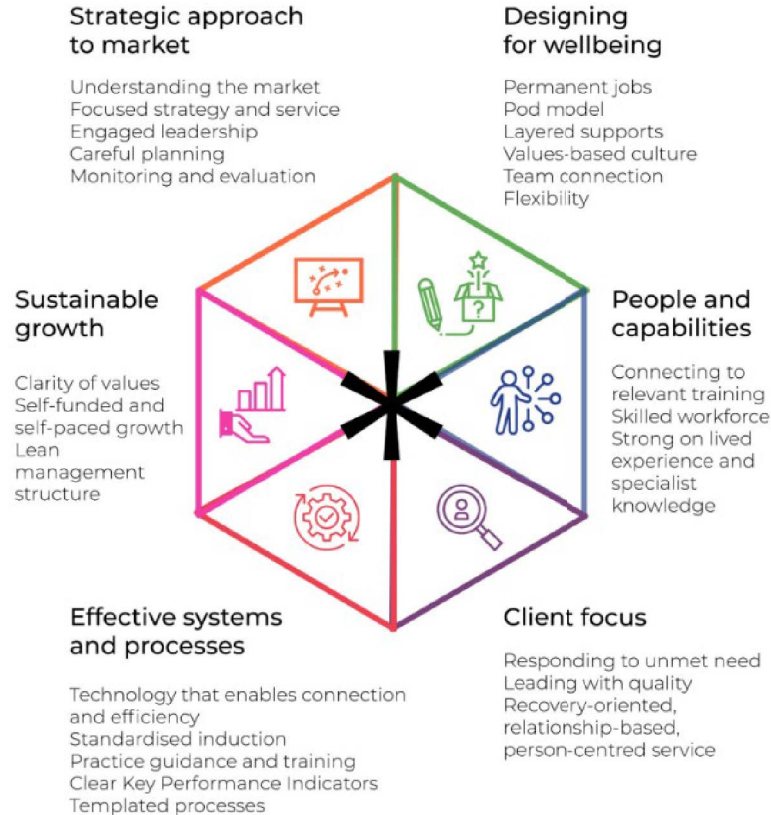 Strategic approach
to market
Understanding the market
Focused strategy and service
Engaged leadership
Careful planning
Monitoring and evaluation
Designing
for wellbeing
Permanent jobs
Pod model
Layered supports
Values-based culture
Team connection
Flexibility
Sustainable
growth
Clarity of values
Self-funded and
self-paced growth
Lean
management
structure
?
People and
capabilities
Connecting to
relevant training
Skilled workforce
Strong on lived
experience and
specialist
knowledge
Effective systems
and processes
Technology that enables connection
and efficiency
Standardised induction
Practice guidance and training
Clear Key Performance Indicators
Templated processes
Client focus
Responding to unmet need
Leading with quality
Recovery-oriented,
relationship-based,
person-centred service